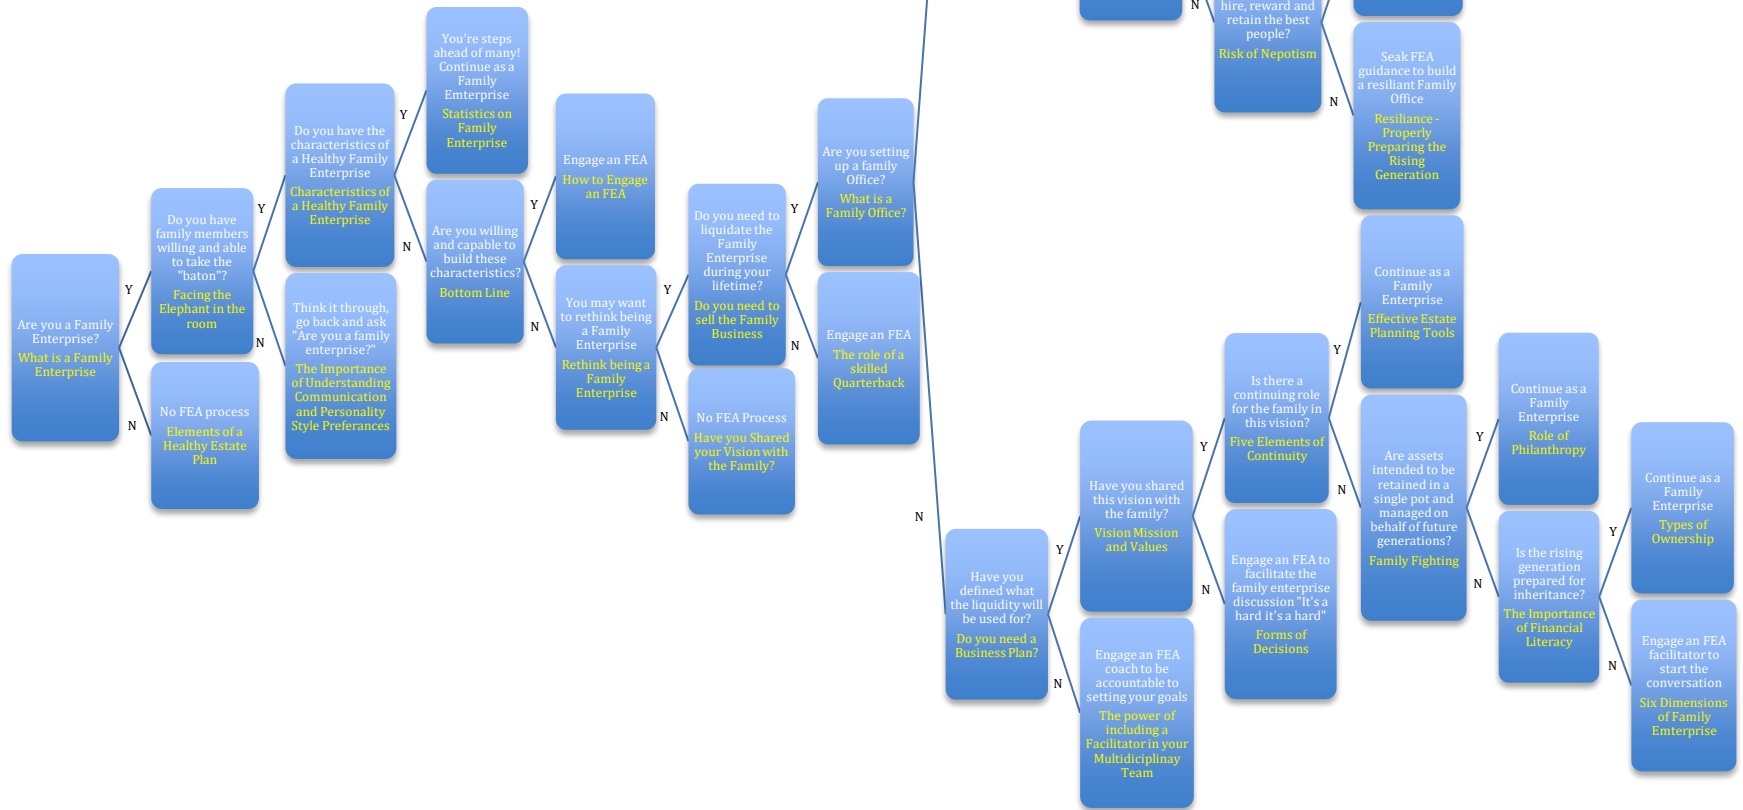 Are you a Family
Enterprise?
What is a Family
Enterprise
Y
N
Do you have
family members
willing and able
to take the
"baton"?
Facing the
Elephant in the
room
No FEA process
Elements of a
Healthy Estate
Plan
Y
N
Do you have the
characteristics of
a Healthy Family
Enterprise
Characteristics of
a Healthy Family
Enterprise
Think it through,
go back and ask
"Are you a family
enterprise?"
The Importance
of Understanding
Communication
and Personality
Style Preferances
Y
N
You're steps
ahead of many!
Continue as a
Family
Emterprise
Statistics on
Family
Enterprise
Are you willing
and capable to
build these
characteristics?
Bottom Line
Y
N
Engage an FEA
How to Engage
an FEA
You may want
to rethink being
a Family
Enterprise
Rethink being a
Family
Enterprise
Y
N
Do you need to
liquidate the
Family
Enterprise
during your
lifetime?
Do you need to
sell the Family
Business
No FEA Process
Have you Shared
your Vision with
the Family?
Y
N
Are you setting
up a family
Office?
What is a
Family Office?
Engage an FEA
The role of a
skilled
Quarterback
N
N
hire, reward and
retain the best
people?
Risk of Nepotism
N
Seak FEA
guidance to build
a resiliant Family
Office
Resiliance -
Properly
Preparing the
Rising
Generation
Have you
defined what
the liquidity will
be used for?
Do you need a
Business Plan?
Y
N
Have you shared
this vision with
the family?
Vision Mission
and Values
Engage an FEA
coach to be
accountable to
setting your goals
The power of
including a
Facilitator in your
Multidiciplinay
Team
Y
N
Is there a
continuing role
for the family in
this vision?
Five Elements of
Continuity
Engage an FEA to
facilitate the
family enterprise
discussion "It's a
hard it's a hard"
Forms of
Decisions
Y
N
Continue as a
Family
Enterprise
Effective Estate
Planning Tools
Are assets
intended to be
retained in a
single pot and
managed on
behalf of future
generations?
Family Fighting
Y
N
Continue as a
Family
Enterprise
Role of
Philanthropy
Is the rising
generation
prepared for
inheritance?
The Importance
of Financial
Literacy
Y
N
Continue as a
Family
Enterprise
Types of
Ownership
Engage an FEA
facilitator to
start the
conversation
Six Dimensions
of Family
Emterprise